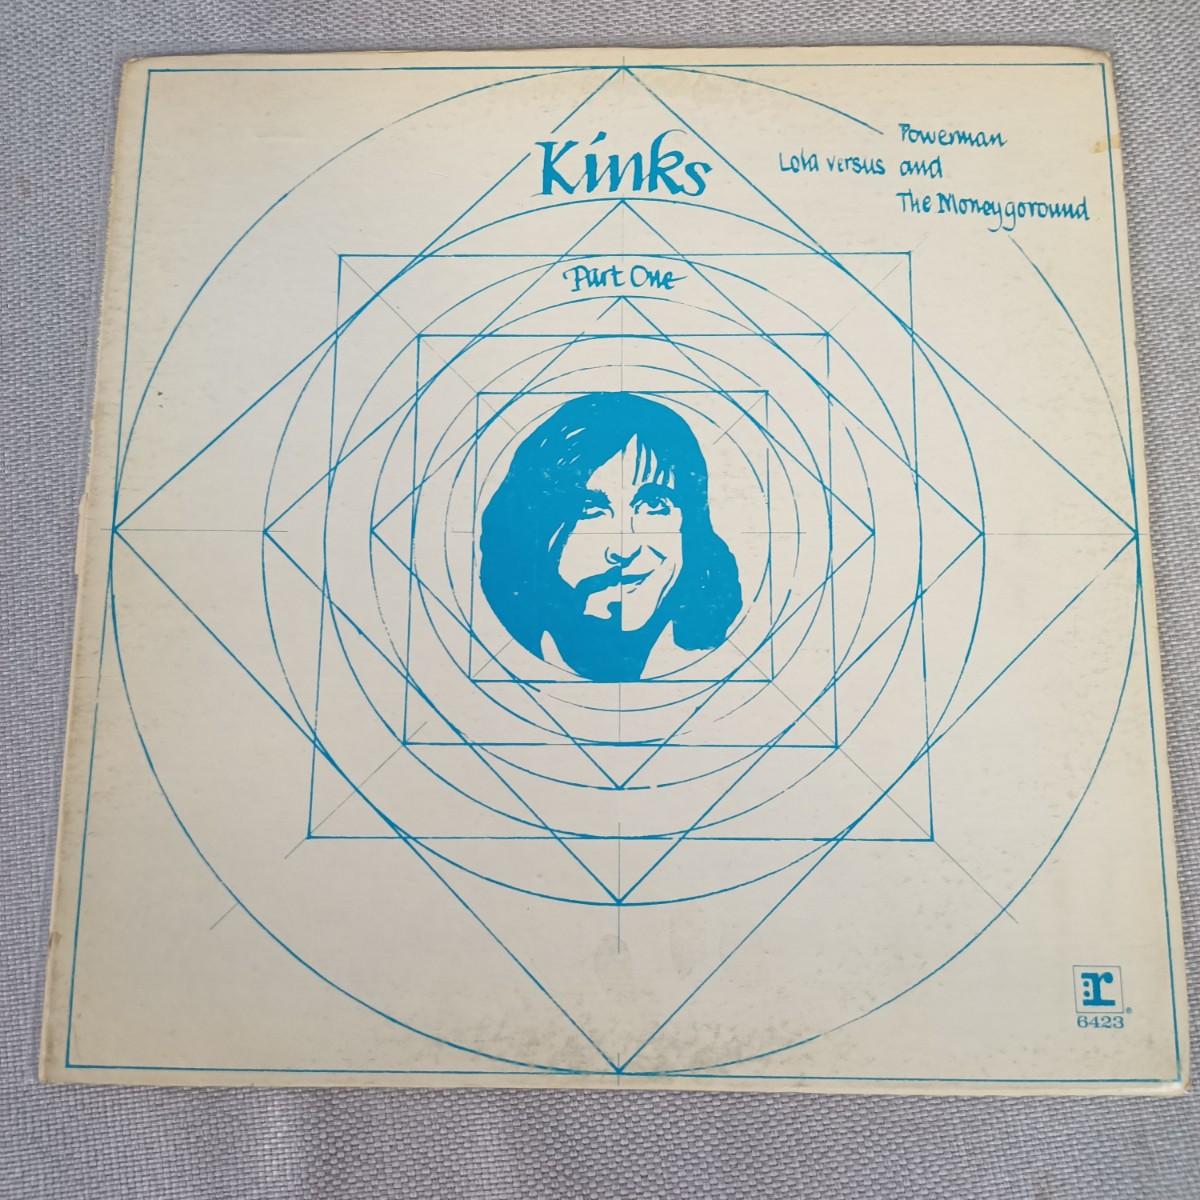 Kinks
Powerman
Lola versus and
The Moneygoround
Part One
r
6423